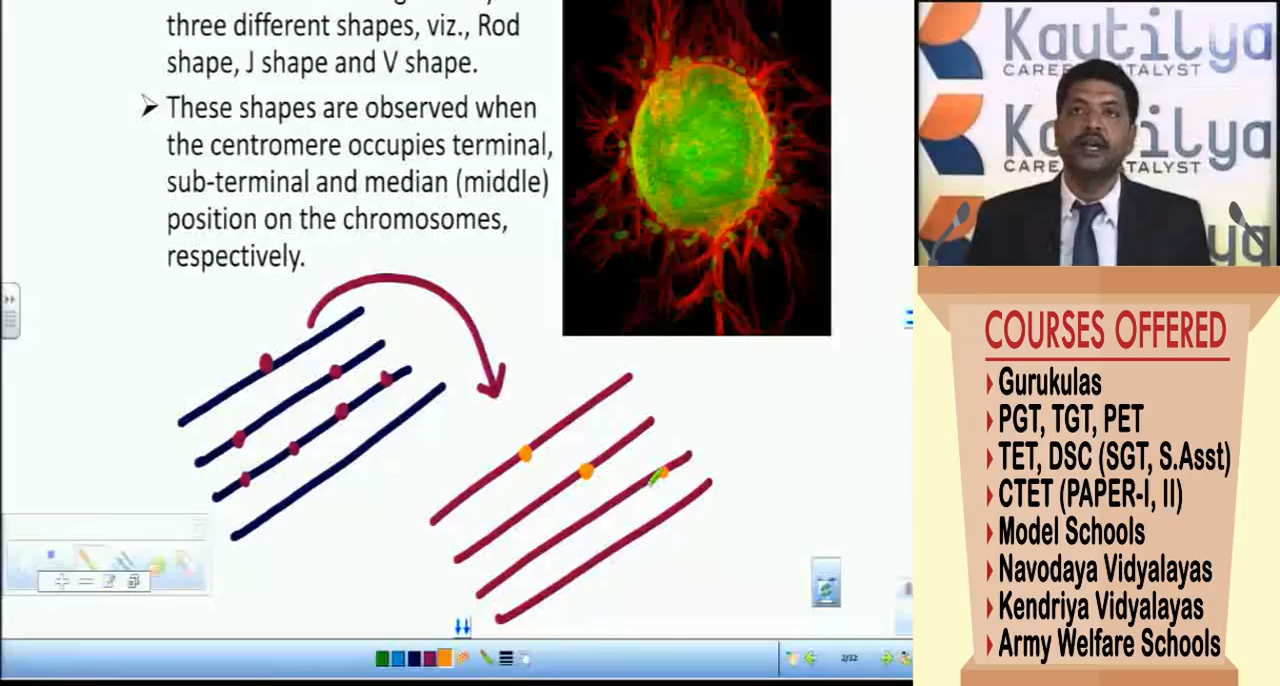 three different shapes, viz., Rod
shape, J shape and V shape.
➤ These shapes are observed when
the centromere occupies terminal,
sub-terminal and median (middle)
position on the chromosomes,
respectively.
2/32
Kautilya
CAREER CATALYST
Kautilya
CATALYST
COURSES OFFERED
Gurukulas
PGT, TGT, PET
TET, DSC (SGT, S.Asst)
CTET (PAPER-I, II)
Model Schools
Navodaya Vidyalayas
Kendriya Vidyalayas
Army Welfare Schools